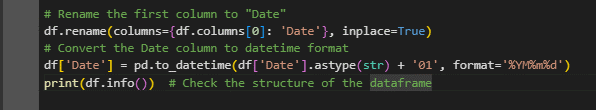 # Rename the first column to "Date"
df.rename(columns={df.columns[0]: 'Date'}, inplace=True)
# Convert the Date column to datetime format
df['Date'] = pd.to_datetime(df['Date'].astype(str) + '01', format='%YM%m%d')
print(df.info())  # Check the structure of the dataframe